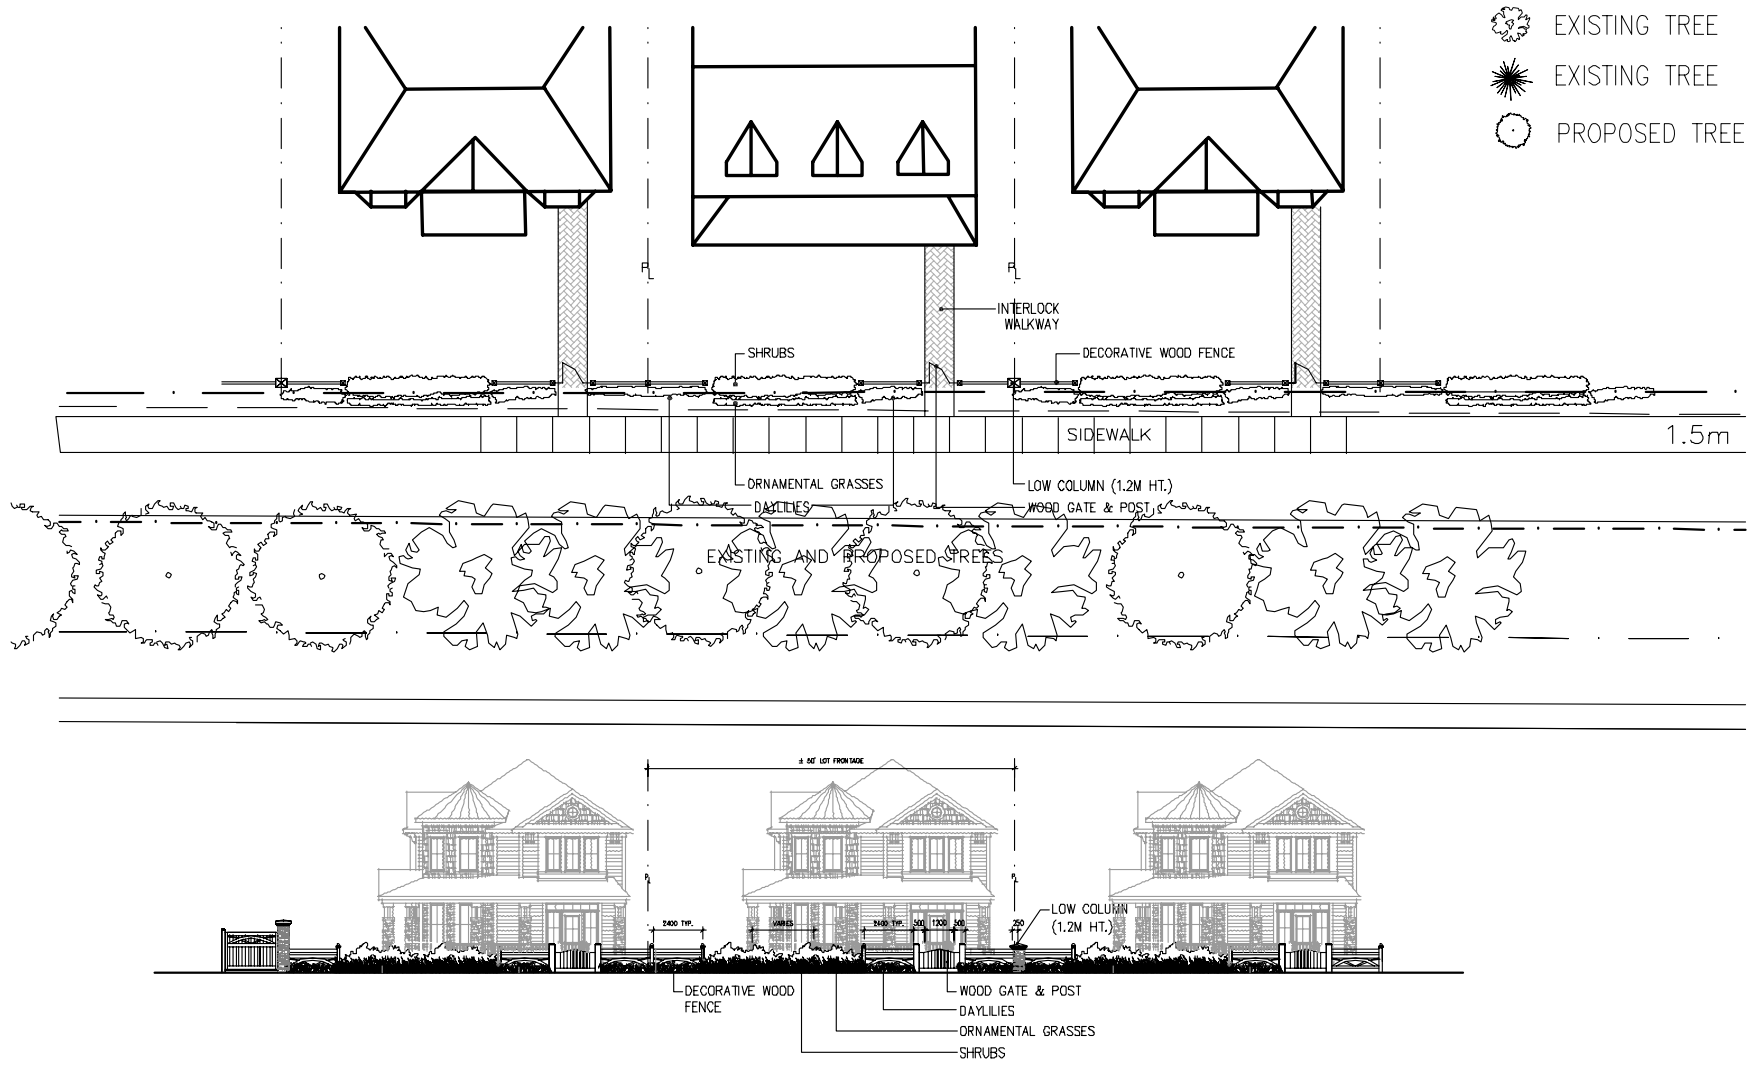 EXISTING TREE
EXISTING TREE
PROPOSED TREE
PL
PL
INTERLOCK
WALKWAY
SHRUBS
DECORATIVE WOOD FENCE
SIDEWALK
1.5m
ORNAMENTAL GRASSES
LOW COLUMN (1.2M HT.)
DAYLILIES
WOOD GATE & POST
EXISTING AND PROPOSED TREES
± 80' LOT FRONTAGE
PL
PL
LOW COLUMN
(1.2M HT.)
2400 TYP.
VARIES
2400 TYP.
500
1200
500
250
DECORATIVE WOOD
FENCE
WOOD GATE & POST
DAYLILIES
ORNAMENTAL GRASSES
SHRUBS